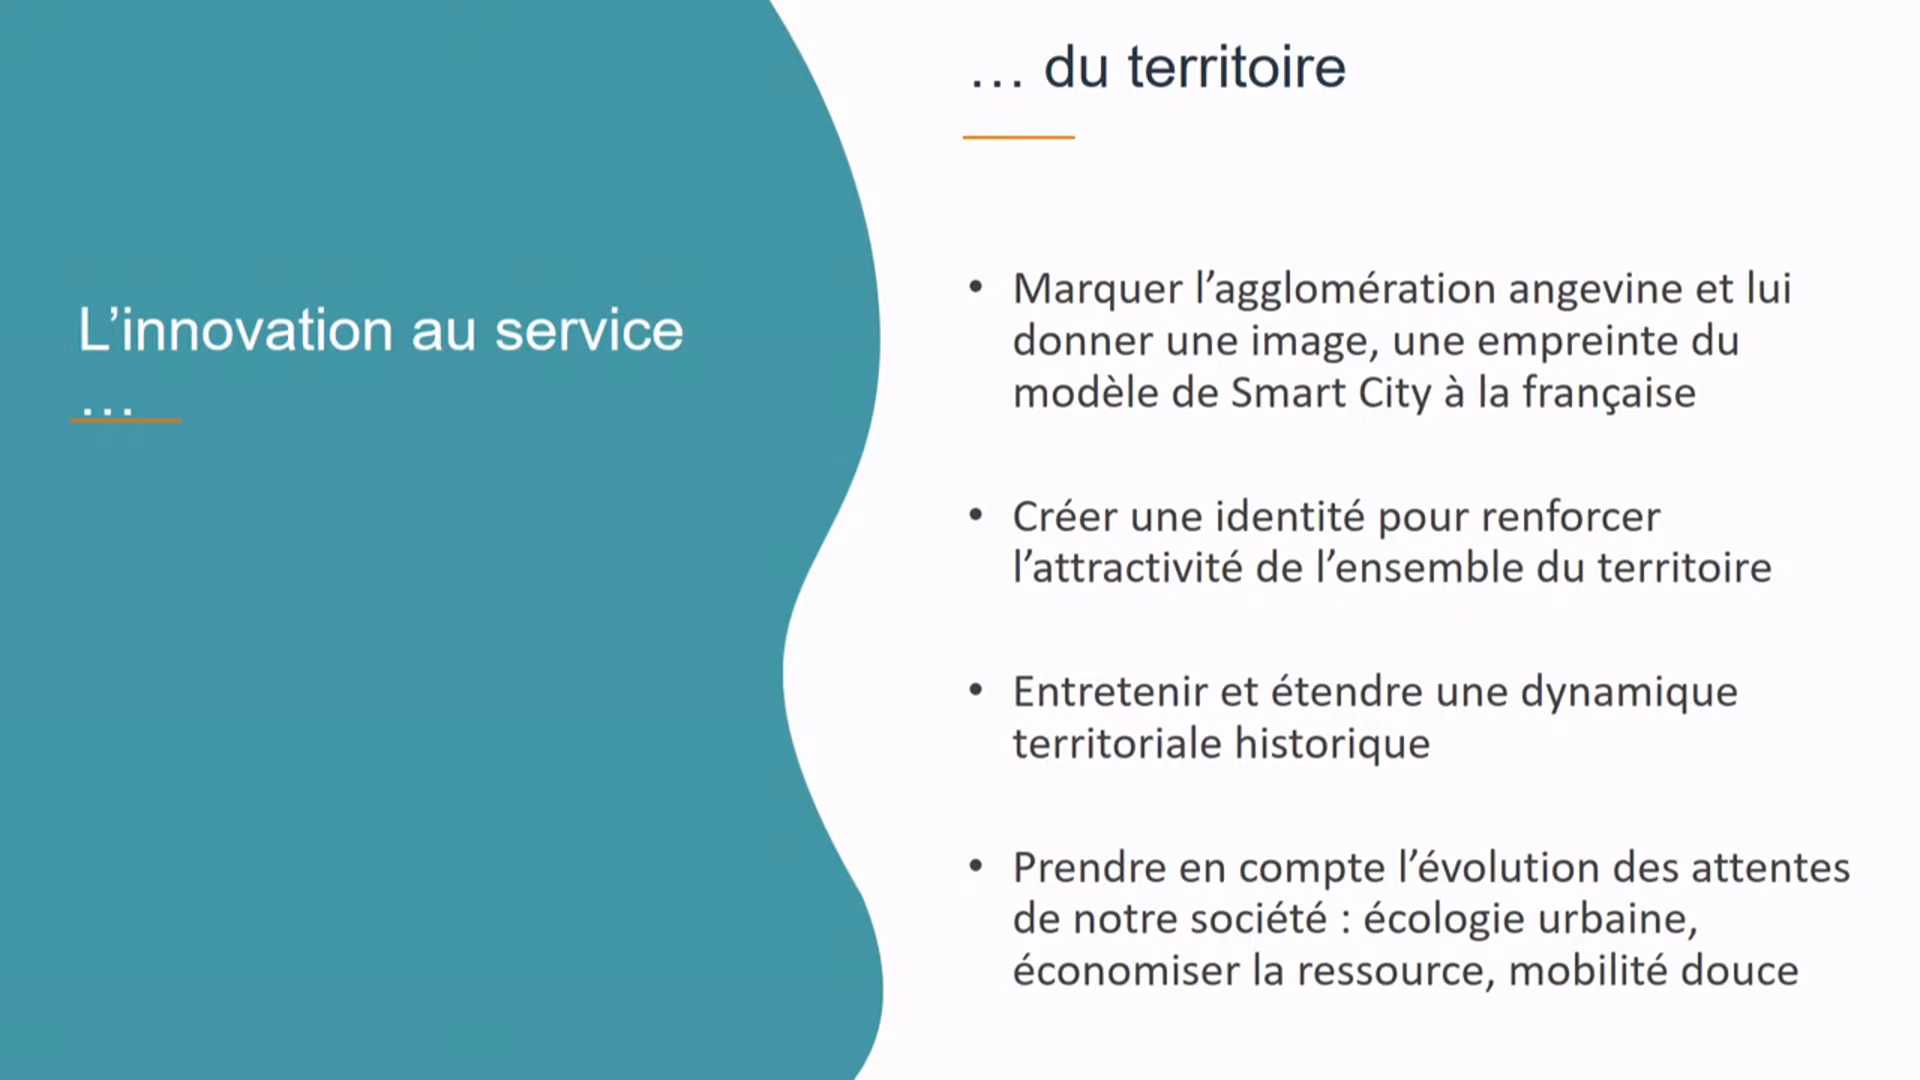 L’innovation au service
…
… du territoire
• Marquer l’agglomération angevine et lui
donner une image, une empreinte du
modèle de Smart City à la française
• Créer une identité pour renforcer
l’attractivité de l’ensemble du territoire
• Entretenir et étendre une dynamique
territoriale historique
• Prendre en compte l’évolution des attentes
de notre société : écologie urbaine,
économiser la ressource, mobilité douce